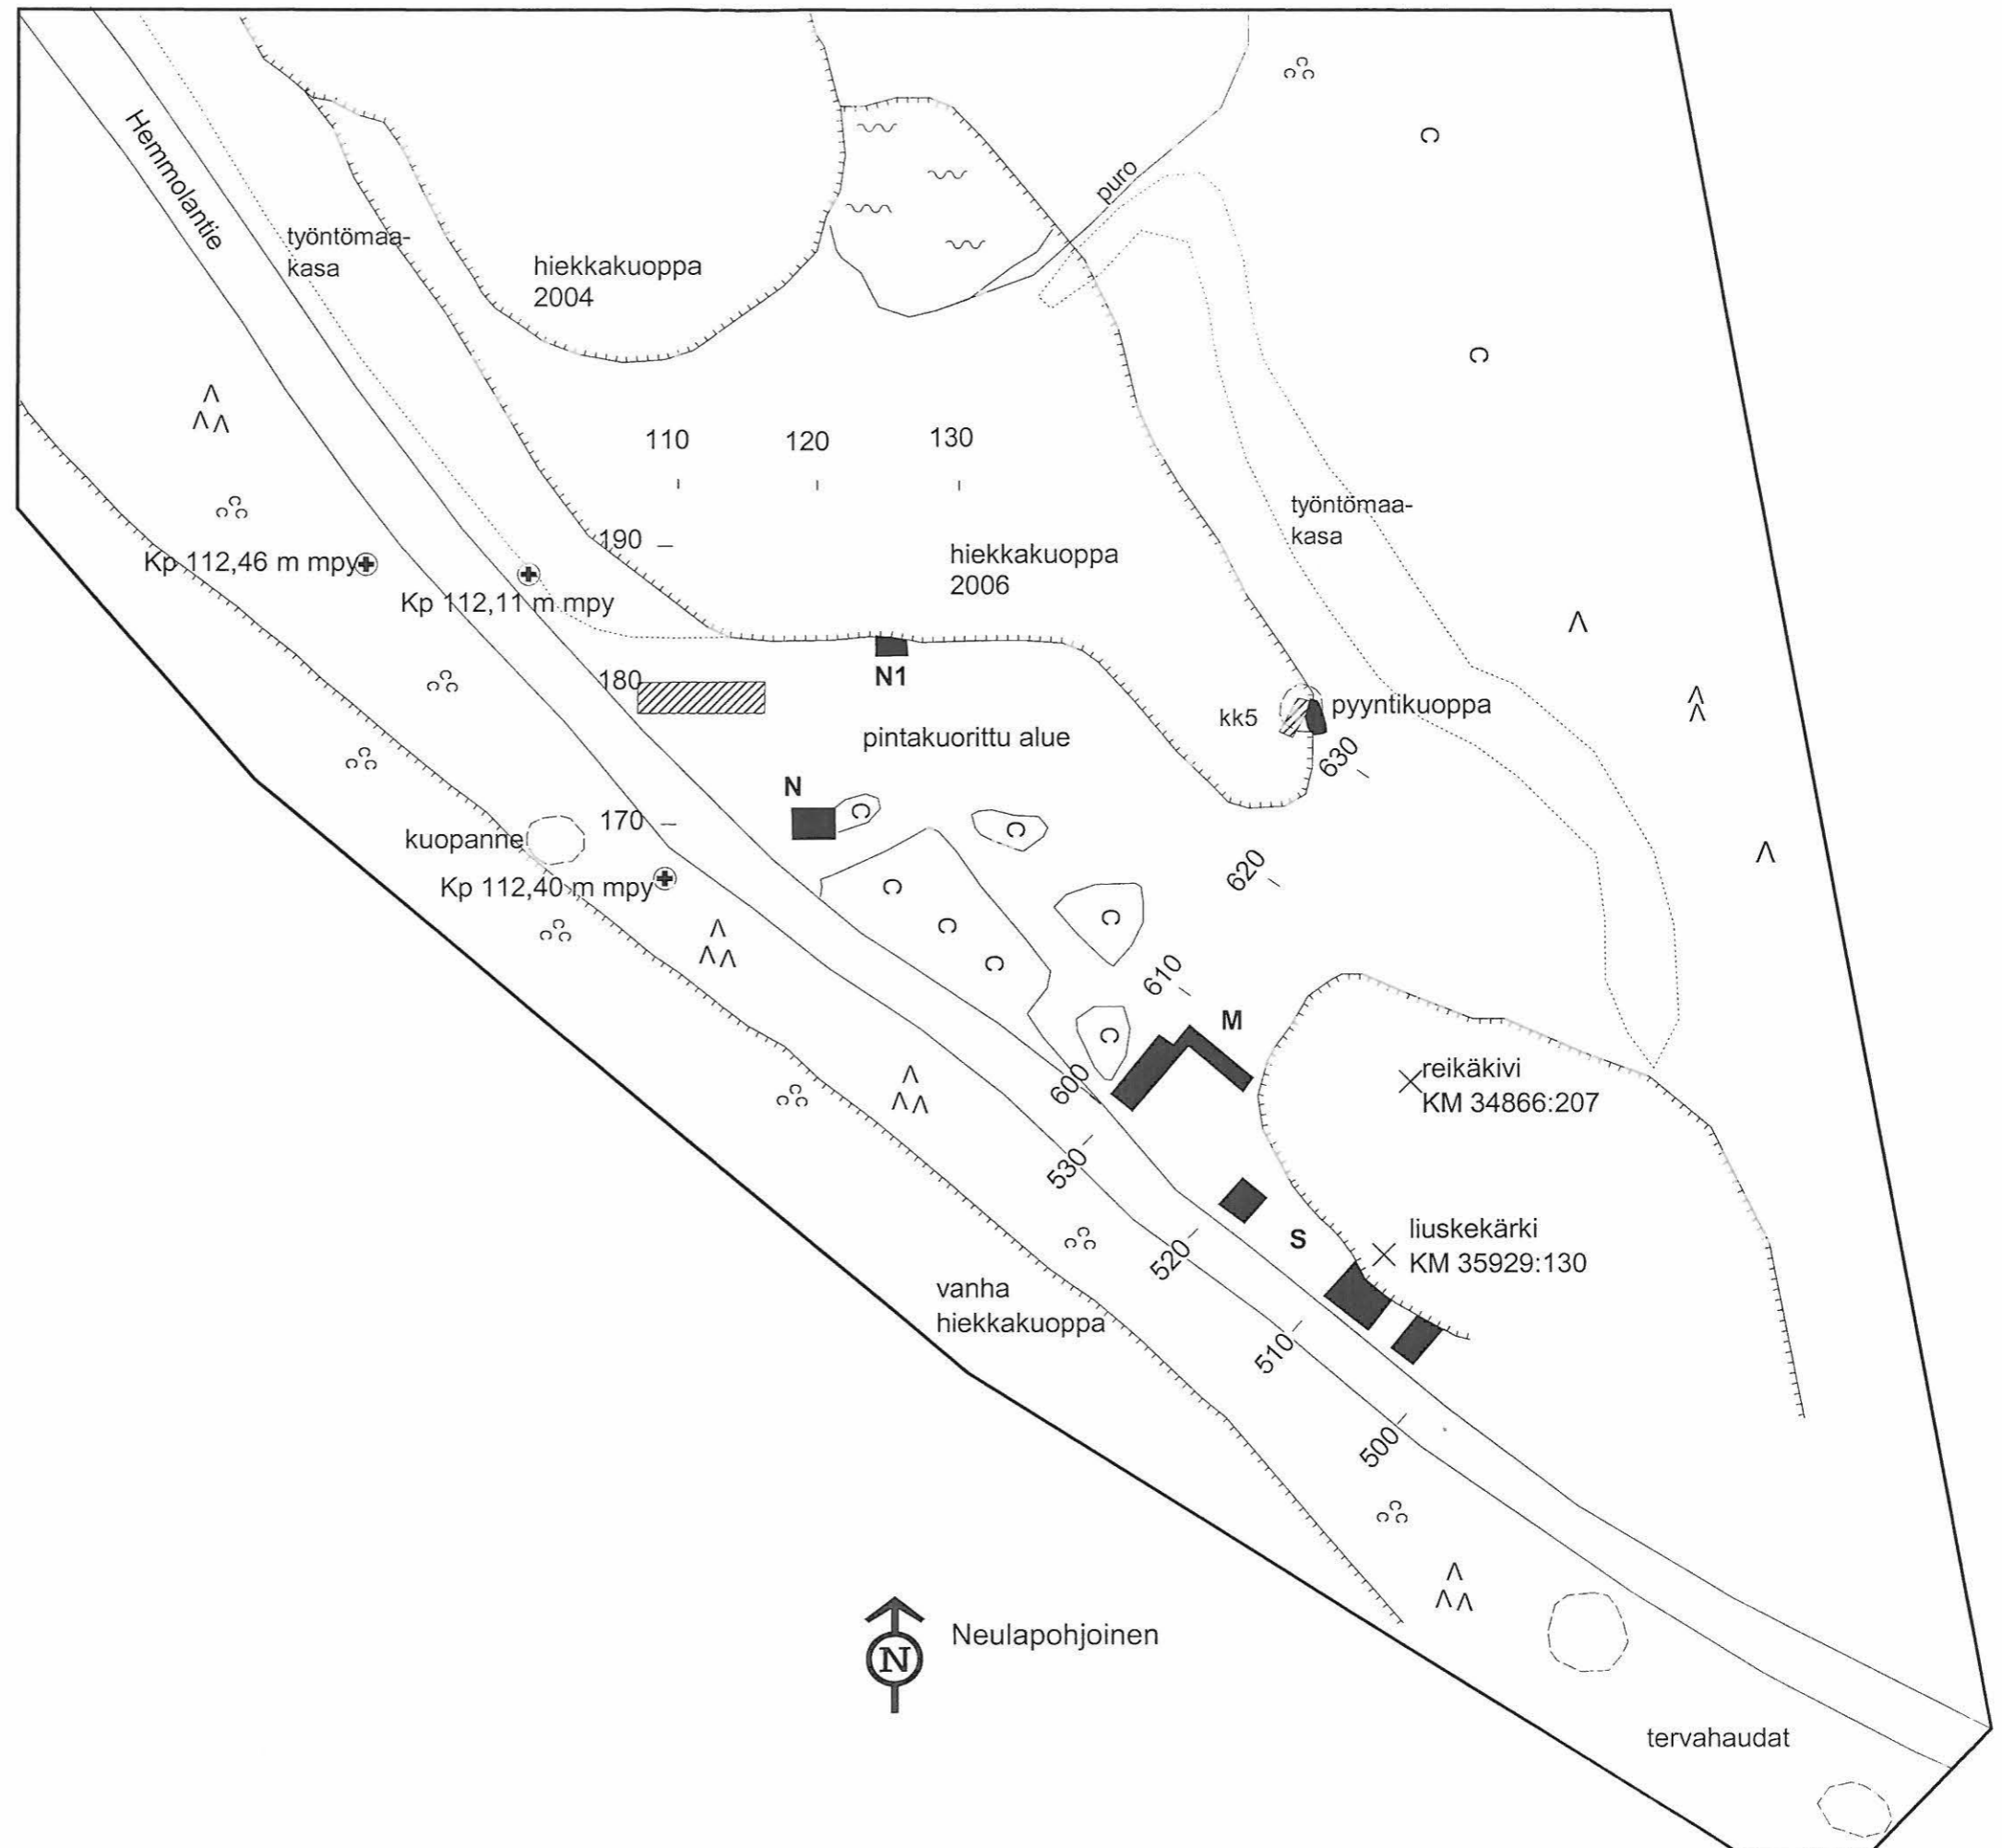 Hemmolantie
puro
työntömaa-
kasa
hiekkakuoppa
2004
110
120
130
työntömaa-
kasa
190
hiekkakuoppa
2006
Kp 112,46 m mpy
Kp 112,11 m mpy
180
N1
kk5
pyyntikuoppa
pintakuorittu alue
630
N
170
kuopanne
Kp 112,40 m mpy
620
610
M
600
reikäkivi
KM 34866:207
530
520
S
liuskekärki
KM 35929:130
vanha
hiekkakuoppa
510
500
N
Neulapohjoinen
tervahaudat